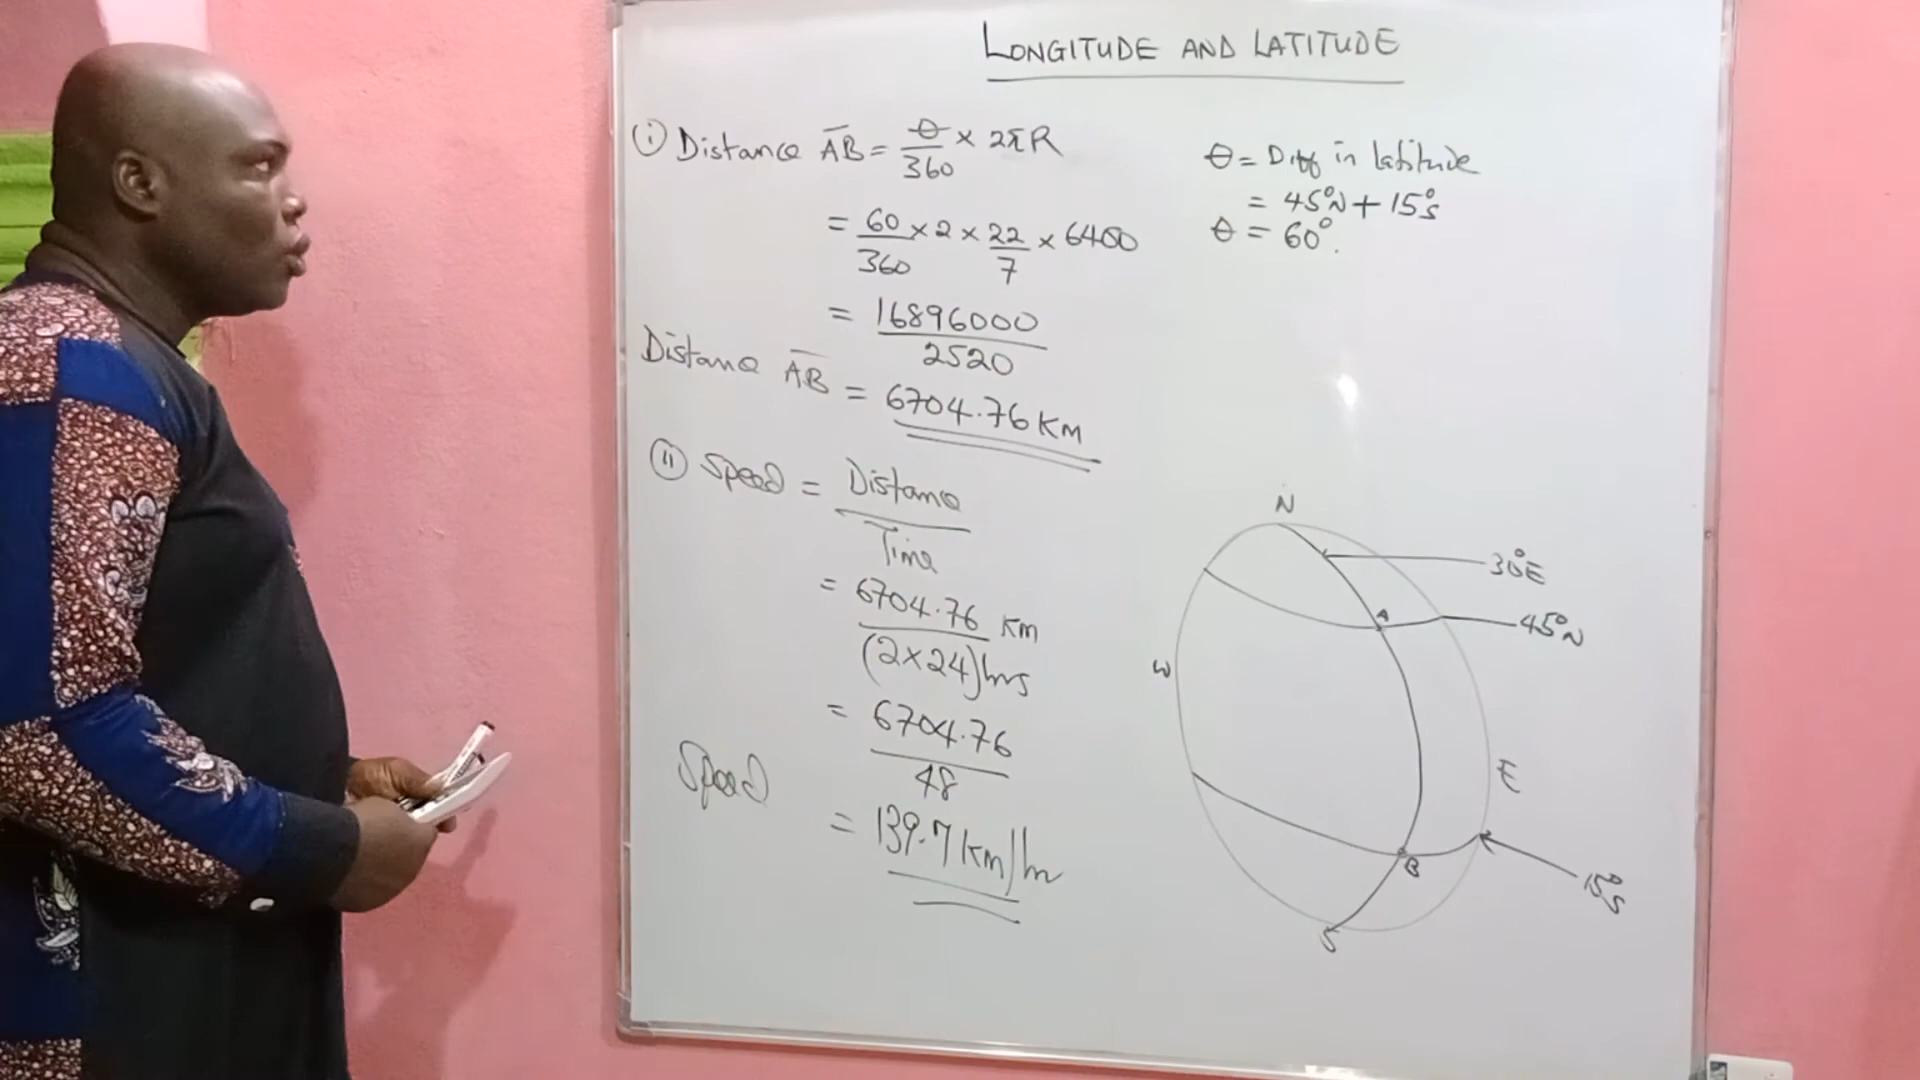 LONGITUDE AND LATITUDE
(i) Distance AB = θ/360 × 2πR
= 60/360 × 2 × 22/7 × 6400
= 16896000/2520
Distance AB = 6704.76 KM
(ii) Speed = Distance/Time
= 6704.76 km/(2×24)hrs
= 6704.76/48
Speed = 139.7 km/hr
θ = Diff in latitude
= 45°N + 15°S
θ = 60°.
N
30°E
A
45°N
W
E
B
15°S
S